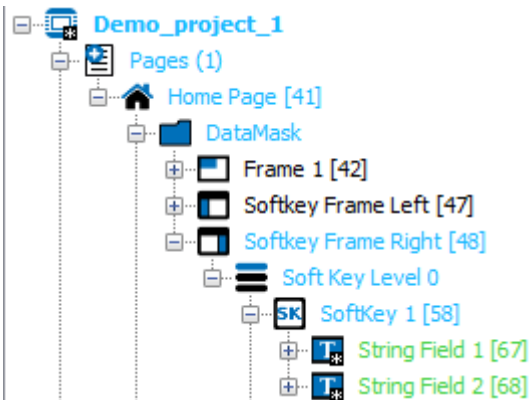 Demo_project_1
Pages (1)
Home Page [41]
DataMask
Frame 1 [42]
Softkey Frame Left [47]
Softkey Frame Right [48]
Soft Key Level 0
SK SoftKey 1 [58]
T String Field 1 [67]
T String Field 2 [68]